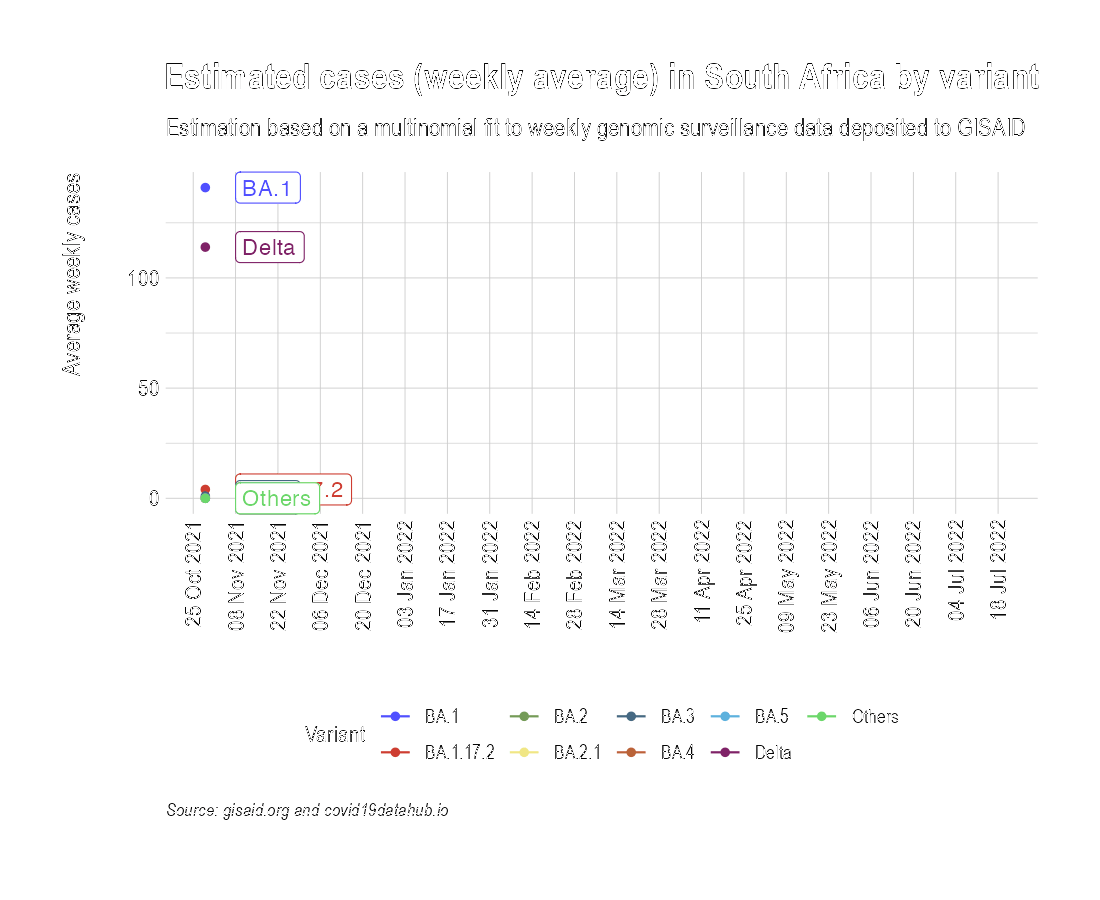 Estimated cases (weekly average) in South Africa by variant
Estimation based on a multinomial fit to weekly genomic surveillance data deposited to GISAID
Average weekly cases
BA.1
Delta
100
50
0
7.2
Others
25 Oct 2021
08 Nov 2021
22 Nov 2021
06 Dec 2021
20 Dec 2021
03 Jan 2022
17 Jan 2022
31 Jan 2022
14 Feb 2022
28 Feb 2022
14 Mar 2022
28 Mar 2022
11 Apr 2022
25 Apr 2022
09 May 2022
23 May 2022
06 Jun 2022
20 Jun 2022
04 Jul 2022
18 Jul 2022
Variant
BA.1 BA.2 BA.3 BA.5 Others
BA.1.17.2 BA.2.1 BA.4 Delta
Source: gisaid.org and covid19datahub.io